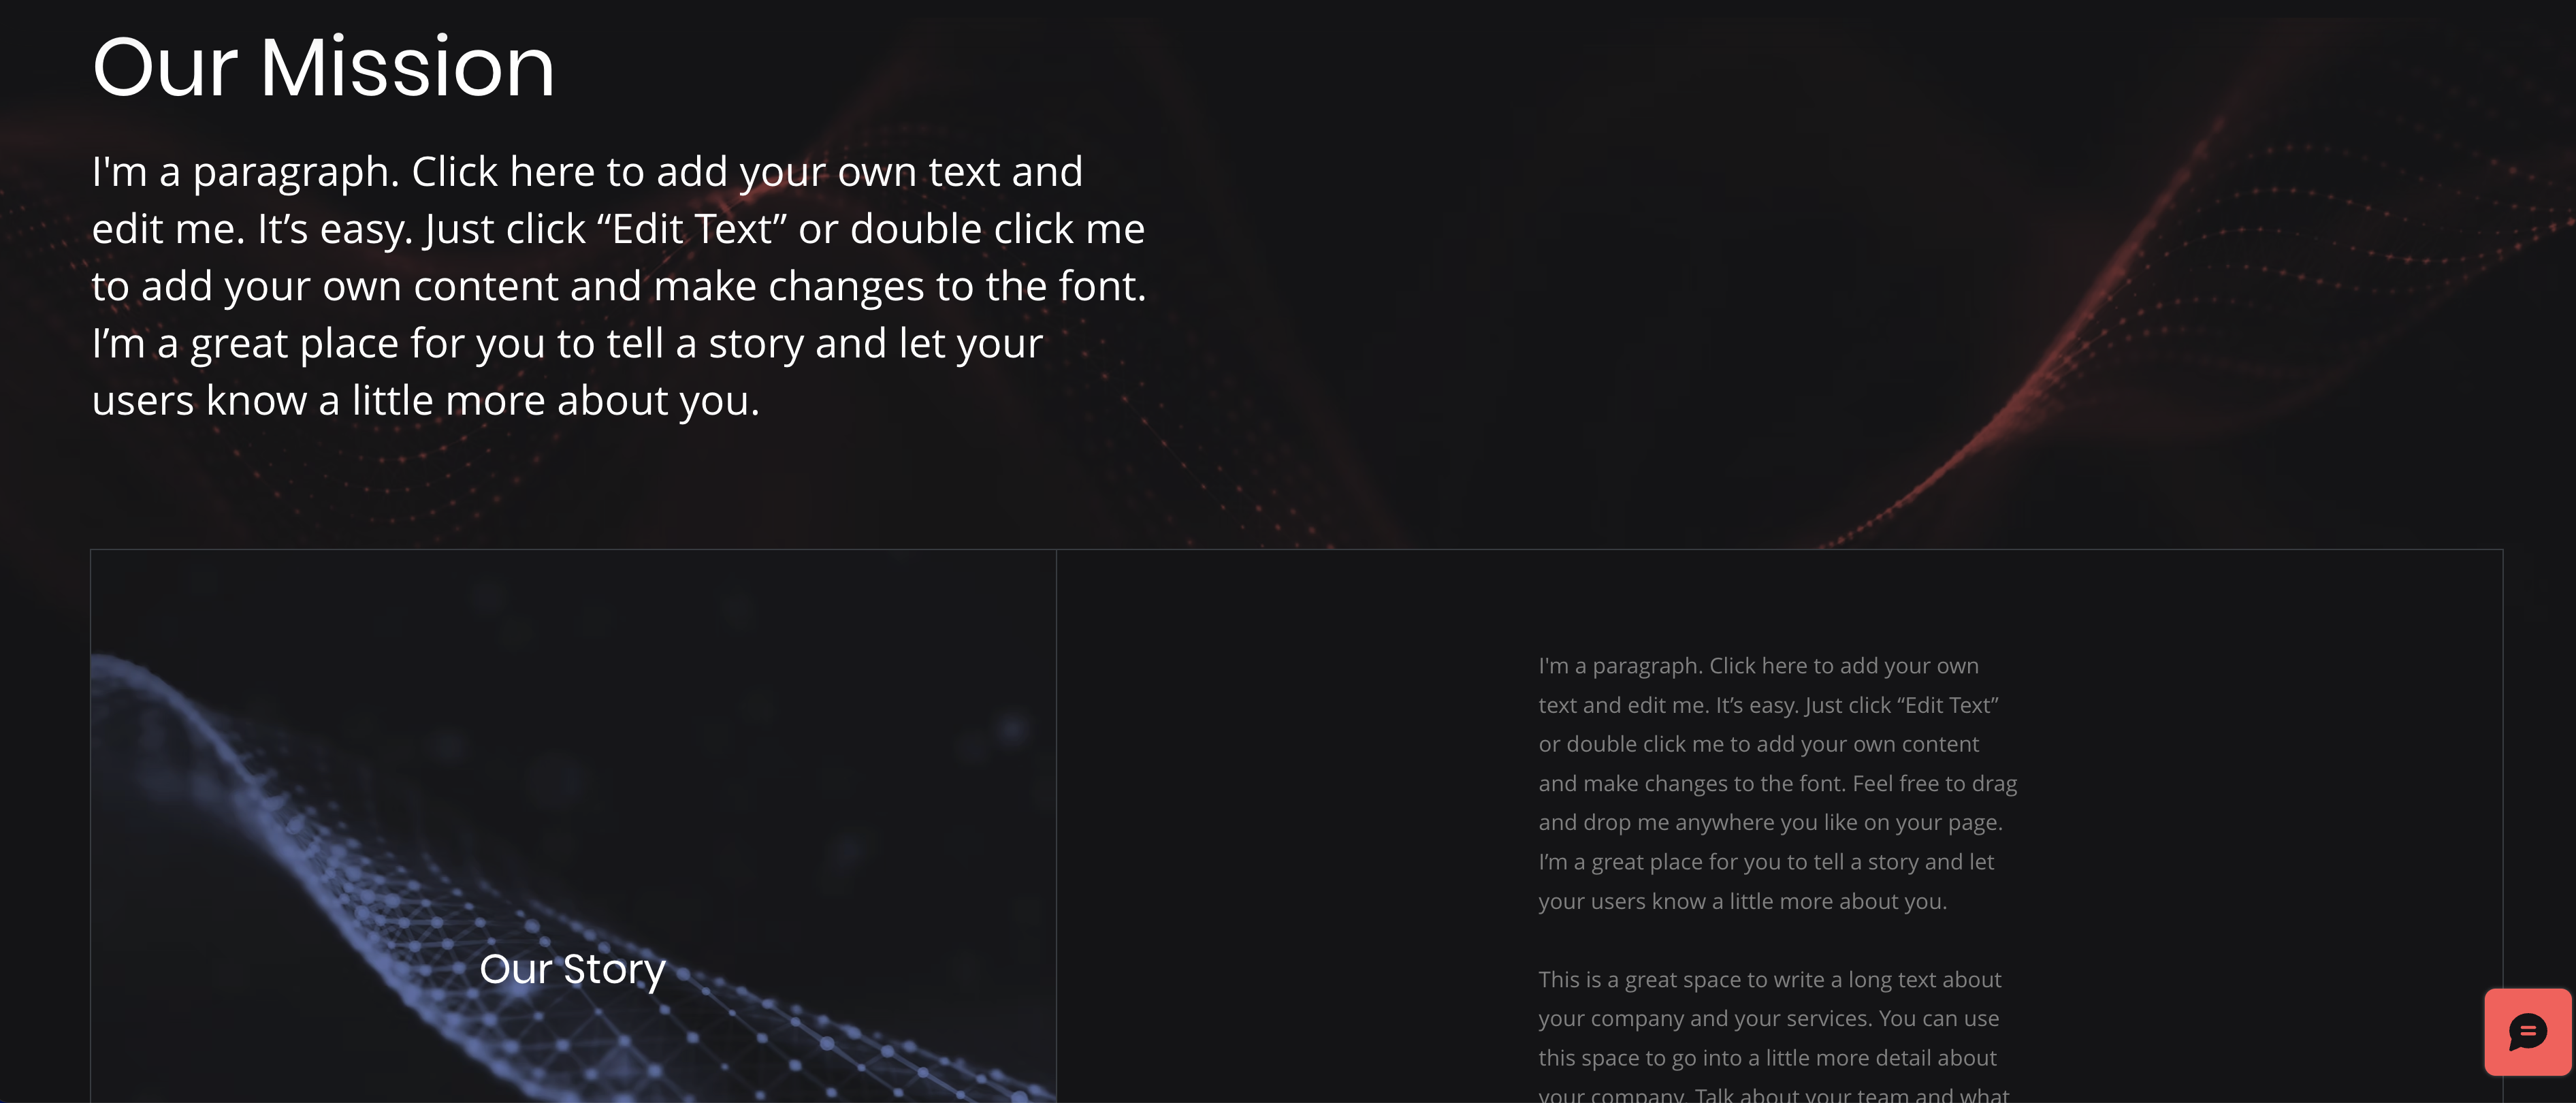 Our Mission
I'm a paragraph. Click here to add your own text and
edit me. It’s easy. Just click “Edit Text” or double click me
to add your own content and make changes to the font.
I’m a great place for you to tell a story and let your
users know a little more about you.
Our Story
I'm a paragraph. Click here to add your own
text and edit me. It’s easy. Just click “Edit Text”
or double click me to add your own content
and make changes to the font. Feel free to drag
and drop me anywhere you like on your page.
I’m a great place for you to tell a story and let
your users know a little more about you.
This is a great space to write a long text about
your company and your services. You can use
this space to go into a little more detail about
your company. Talk about your team and what